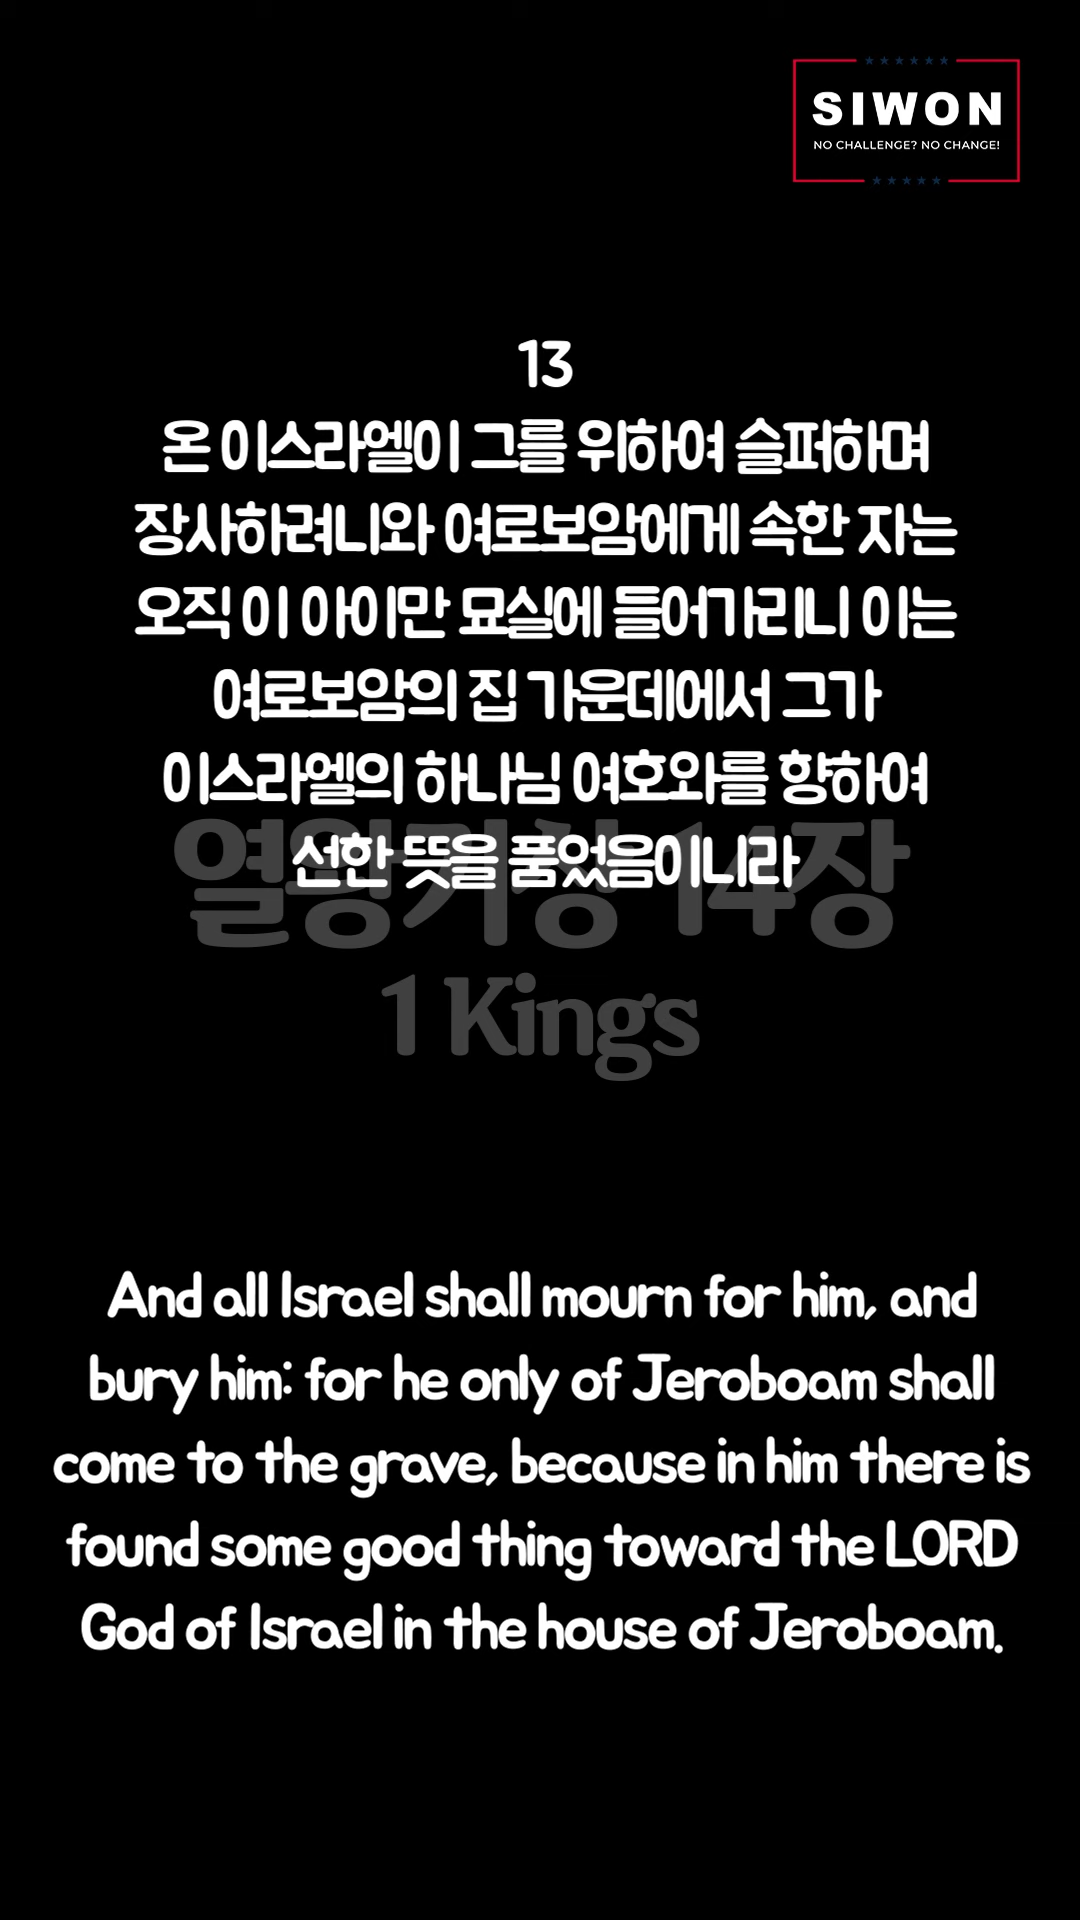 SIWON
NO CHALLENGE? NO CHANGE!
13
온 이스라엘이 그를 위하여 슬퍼하며
장사하려니와 여로보암에게 속한 자는
오직 이 아이만 묘실에 들어가리니 이는
여로보암의 집 가운데에서 그가
이스라엘의 하나님 여호와를 향하여
선한 뜻을 품었음이니라
열왕기상 14장
1 Kings
And all Israel shall mourn for him, and
bury him: for he only of Jeroboam shall
come to the grave, because in him there is
found some good thing toward the LORD
God of Israel in the house of Jeroboam.